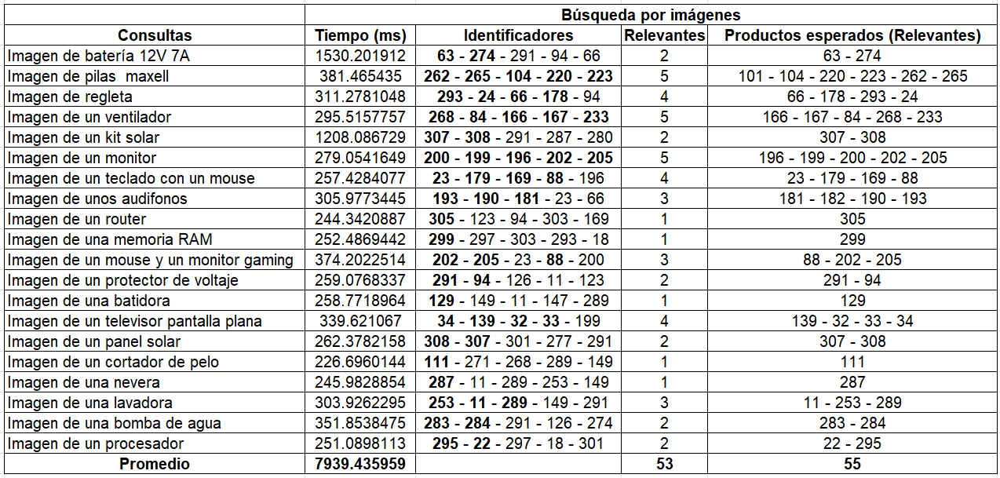 Búsqueda por imágenes
Consultas Tiempo (ms) Identificadores Relevantes Productos esperados (Relevantes)
Imagen de batería 12V 7A 1530.201912 63 - 274 - 291 - 94 - 66 2 63 - 274
Imagen de pilas  maxell 381.465435 262 - 265 - 104 - 220 - 223 5 101 - 104 - 220 - 223 - 262 - 265
Imagen de regleta 311.2781048 293 - 24 - 66 - 178 - 94 4 66 - 178 - 293 - 24
Imagen de un ventilador 295.5157757 268 - 84 - 166 - 167 - 233 5 166 - 167 - 84 - 268 - 233
Imagen de un kit solar 1208.086729 307 - 308 - 291 - 287 - 280 2 307 - 308
Imagen de un monitor 279.0541649 200 - 199 - 196 - 202 - 205 5 196 - 199 - 200 - 202 - 205
Imagen de un teclado con un mouse 257.4284077 23 - 179 - 169 - 88 - 196 4 23 - 179 - 169 - 88
Imagen de unos audifonos 305.9773445 193 - 190 - 181 - 23 - 66 3 181 - 182 - 190 - 193
Imagen de un router 244.3420887 305 - 123 - 94 - 303 - 169 1 305
Imagen de una memoria RAM 252.4869442 299 - 297 - 303 - 293 - 18 1 299
Imagen de un mouse y un monitor gaming 374.2022514 202 - 205 - 23 - 88 - 200 3 88 - 202 - 205
Imagen de un protector de voltaje 259.0768337 291 - 94 - 126 - 11 - 123 2 291 - 94
Imagen de una batidora 258.7718964 129 - 149 - 11 - 147 - 289 1 129
Imagen de un televisor pantalla plana 339.621067 34 - 139 - 32 - 33 - 199 4 139 - 32 - 33 - 34
Imagen de un panel solar 262.3782158 308 - 307 - 301 - 277 - 291 2 307 - 308
Imagen de un cortador de pelo 226.6960144 111 - 271 - 268 - 289 - 149 1 111
Imagen de una nevera 245.9828854 287 - 11 - 289 - 253 - 149 1 287
Imagen de una lavadora 303.9262295 253 - 11 - 289 - 149 - 291 3 11 - 253 - 289
Imagen de una bomba de agua 351.8538475 283 - 284 - 291 - 126 - 274 2 283 - 284
Imagen de un procesador 251.0898113 295 - 22 - 297 - 18 - 301 2 22 - 295
Promedio 7939.435959 53 55